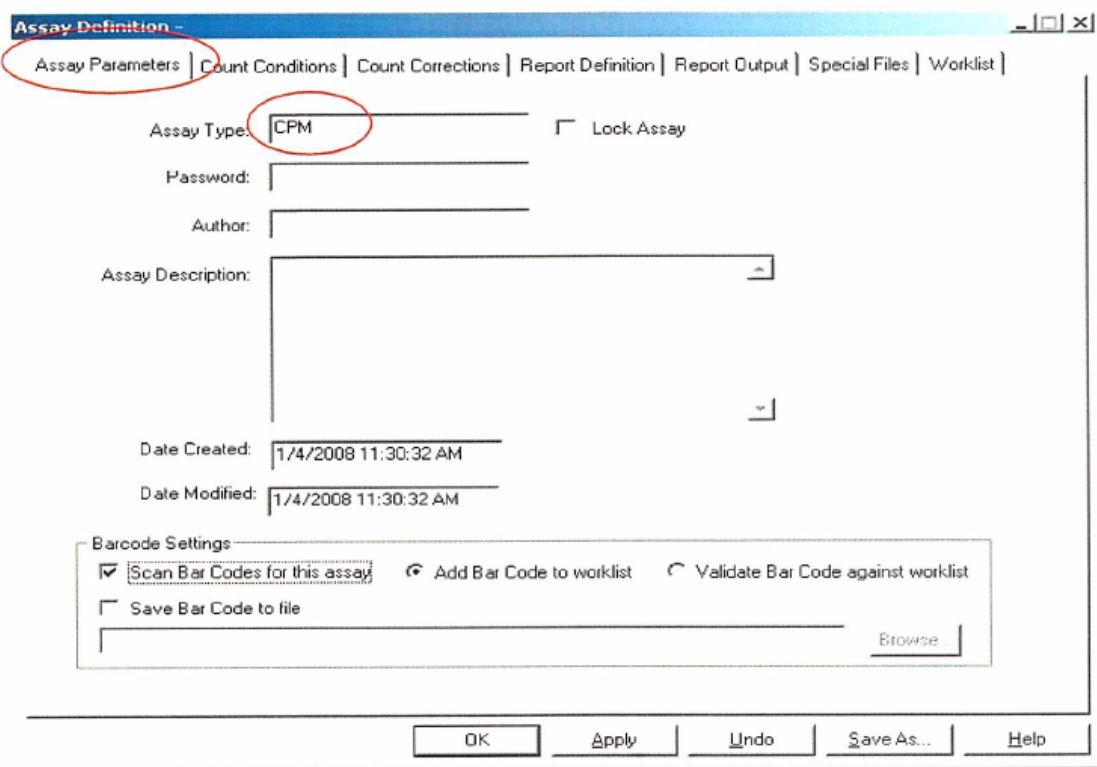 Assay Definition -
Assay Parameters Count Conditions Count Corrections Report Definition Report Output Special Files Worklist
Assay Type: CPM Lock Assay
Password:
Author:
Assay Description:
Date Created: 1/4/2008 11:30:32 AM
Date Modified: 1/4/2008 11:30:32 AM
Barcode Settings
Scan Bar Codes for this assay Add Bar Code to worklist Validate Bar Code against worklist
Save Bar Code to file
Browse...
OK Apply Undo Save As... Help